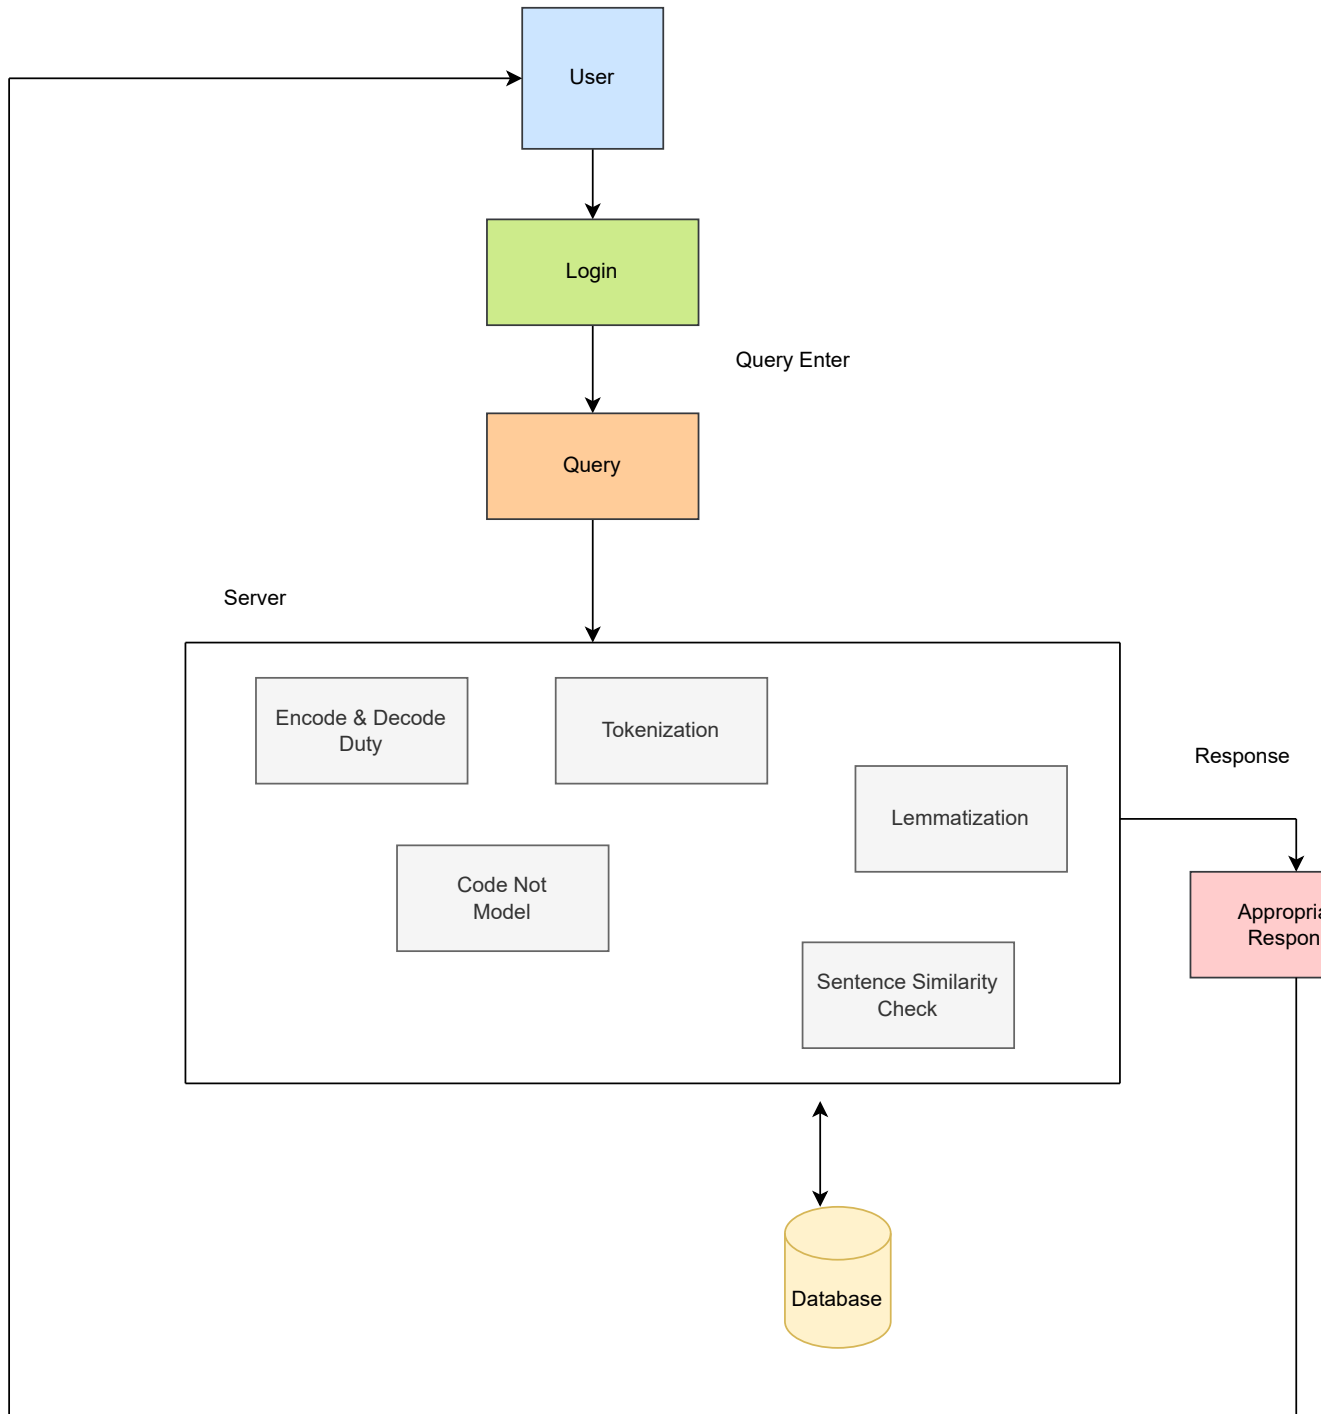 User
Login
Query Enter
Query
Server
Encode & Decode
Duty
Tokenization
Response
Lemmatization
Code Not
Model
Sentence Similarity
Check
Database